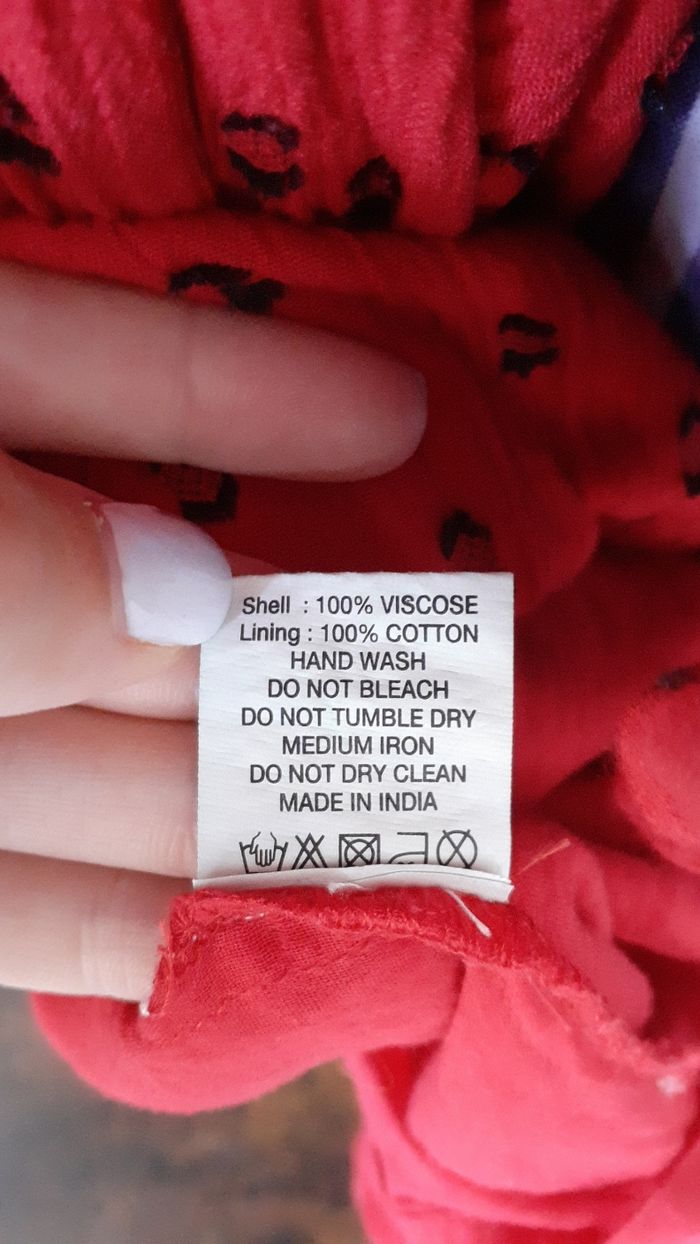 Shell : 100% VISCOSE
Lining : 100% COTTON
HAND WASH
DO NOT BLEACH
DO NOT TUMBLE DRY
MEDIUM IRON
DO NOT DRY CLEAN
MADE IN INDIA